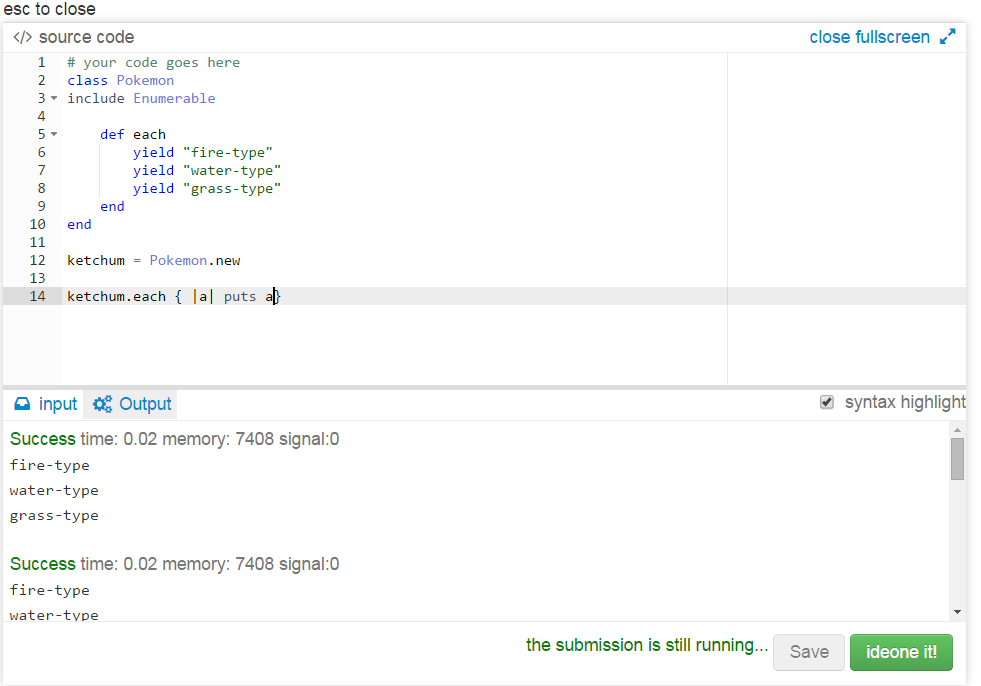 esc to close
</> source code close fullscreen
1 # your code goes here
2 class Pokemon
3 include Enumerable
4
5 def each
6 yield "fire-type"
7 yield "water-type"
8 yield "grass-type"
9 end
10 end
11
12 ketchum = Pokemon.new
13
14 ketchum.each { |a| puts a}
input Output syntax highlight
Success time: 0.02 memory: 7408 signal:0
fire-type
water-type
grass-type
Success time: 0.02 memory: 7408 signal:0
fire-type
water-type
the submission is still running... Save ideone it!